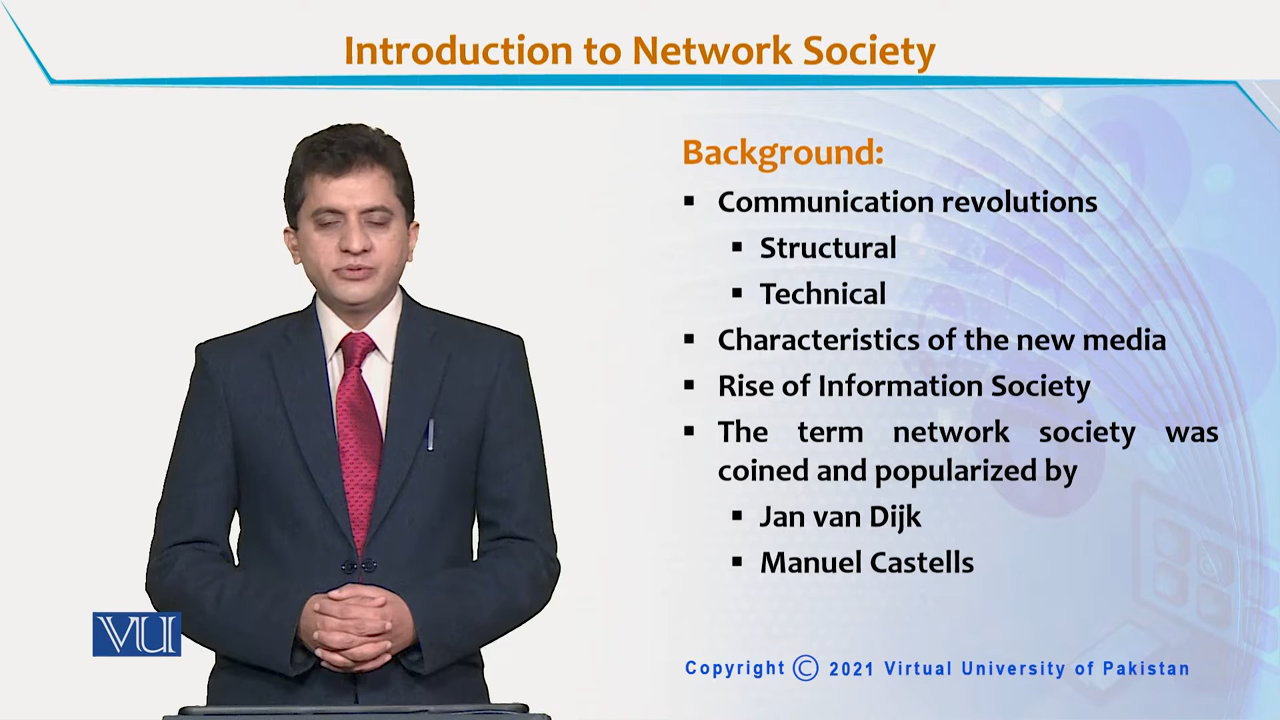 Introduction to Network Society
Background:
▪ Communication revolutions
▪ Structural
▪ Technical
▪ Characteristics of the new media
▪ Rise of Information Society
▪ The term network society was
coined and popularized by
▪ Jan van Dijk
▪ Manuel Castells
VU
Copyright © 2021 Virtual University of Pakistan